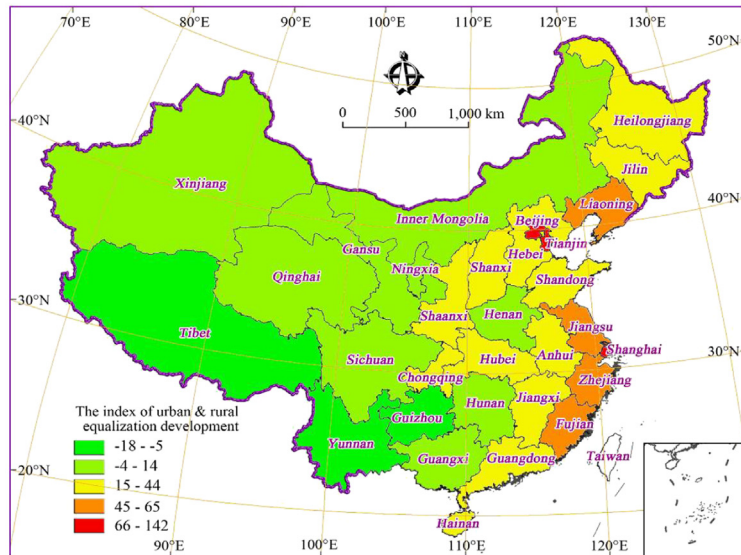 70°E
80°E
90°E
100°E
110°E
120°E
130°E
50°N
40°N
0
500
1,000 km
Heilongjiang
Jilin
Xinjiang
Liaoning
40°N
Inner Mongolia
Beijing
Tianjin
Gansu
Hebei
Ningxia
Shanxi
Qinghai
Shandong
30°N
Shaanxi
Henan
Jiangsu
Tibet
Shanghai
30°N
Sichuan
Hubei
Anhui
Chongqing
Zhejiang
Hunan
Jiangxi
The index of urban & rural
equalization development
Guizhou
Fujian
-18 - -5
Yunnan
-4 - 14
Guangxi
Guangdong
Taiwan
15 - 44
20°N
45 - 65
20°N
66 - 142
Hainan
90°E
100°E
110°E
120°E